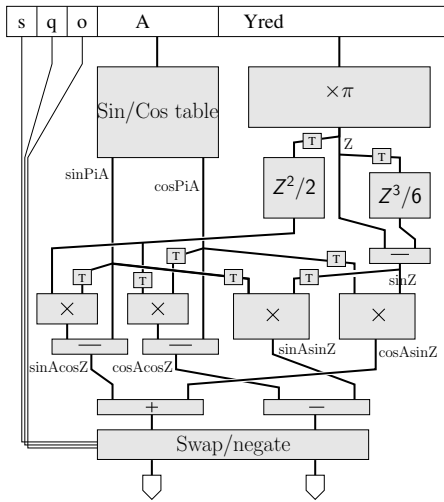 s q o A Yred
Sin/Cos table
×π
T Z T
sinPiA cosPiA Z²/2 Z³/6
T T —
T T T T sinZ
× × × ×
— —
sinAcosZ cosAcosZ sinAsinZ cosAsinZ
+ —
Swap/negate